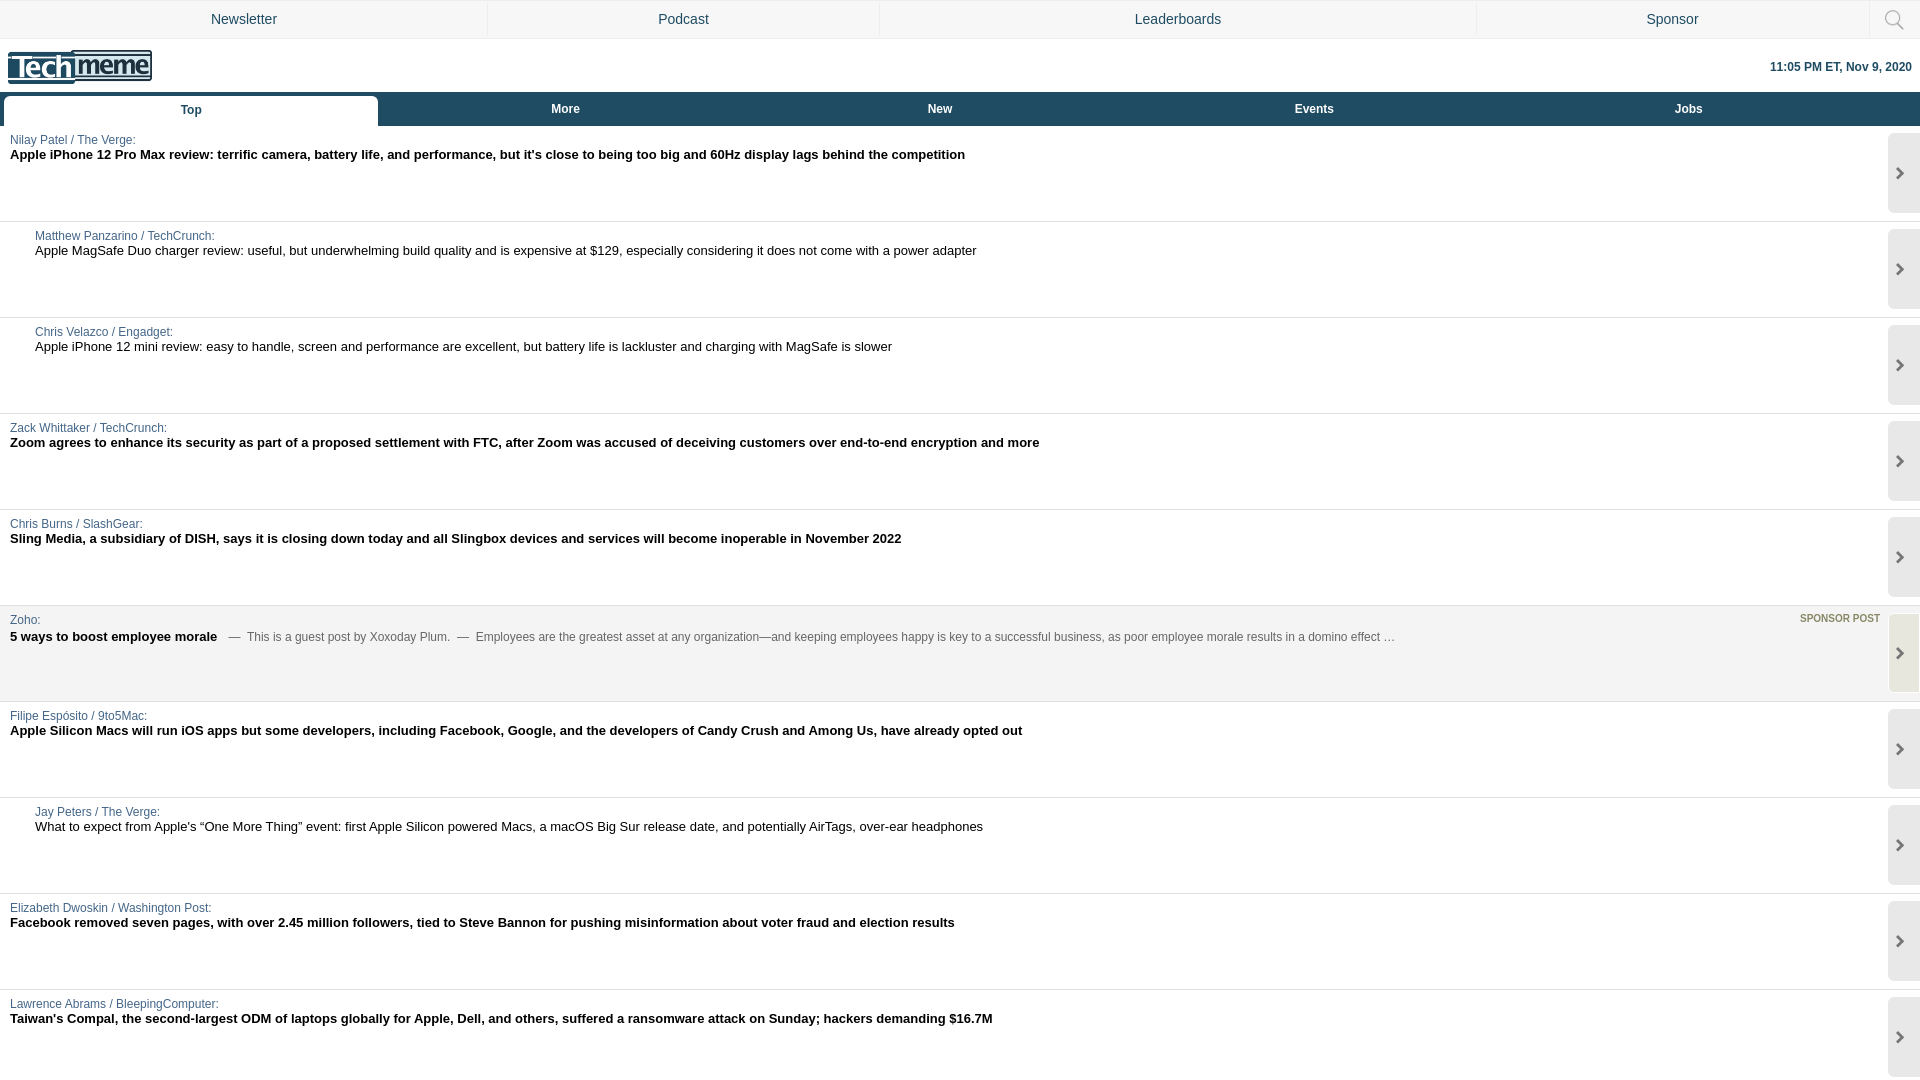 Newsletter
Podcast
Leaderboards
Sponsor
Techmeme
11:05 PM ET, Nov 9, 2020
Top
More
New
Events
Jobs
Nilay Patel / The Verge:
Apple iPhone 12 Pro Max review: terrific camera, battery life, and performance, but it's close to being too big and 60Hz display lags behind the competition
Matthew Panzarino / TechCrunch:
Apple MagSafe Duo charger review: useful, but underwhelming build quality and is expensive at $129, especially considering it does not come with a power adapter
Chris Velazco / Engadget:
Apple iPhone 12 mini review: easy to handle, screen and performance are excellent, but battery life is lackluster and charging with MagSafe is slower
Zack Whittaker / TechCrunch:
Zoom agrees to enhance its security as part of a proposed settlement with FTC, after Zoom was accused of deceiving customers over end-to-end encryption and more
Chris Burns / SlashGear:
Sling Media, a subsidiary of DISH, says it is closing down today and all Slingbox devices and services will become inoperable in November 2022
Zoho:
SPONSOR POST
5 ways to boost employee morale — This is a guest post by Xoxoday Plum. — Employees are the greatest asset at any organization—and keeping employees happy is key to a successful business, as poor employee morale results in a domino effect …
Filipe Espósito / 9to5Mac:
Apple Silicon Macs will run iOS apps but some developers, including Facebook, Google, and the developers of Candy Crush and Among Us, have already opted out
Jay Peters / The Verge:
What to expect from Apple's “One More Thing” event: first Apple Silicon powered Macs, a macOS Big Sur release date, and potentially AirTags, over-ear headphones
Elizabeth Dwoskin / Washington Post:
Facebook removed seven pages, with over 2.45 million followers, tied to Steve Bannon for pushing misinformation about voter fraud and election results
Lawrence Abrams / BleepingComputer:
Taiwan's Compal, the second-largest ODM of laptops globally for Apple, Dell, and others, suffered a ransomware attack on Sunday; hackers demanding $16.7M